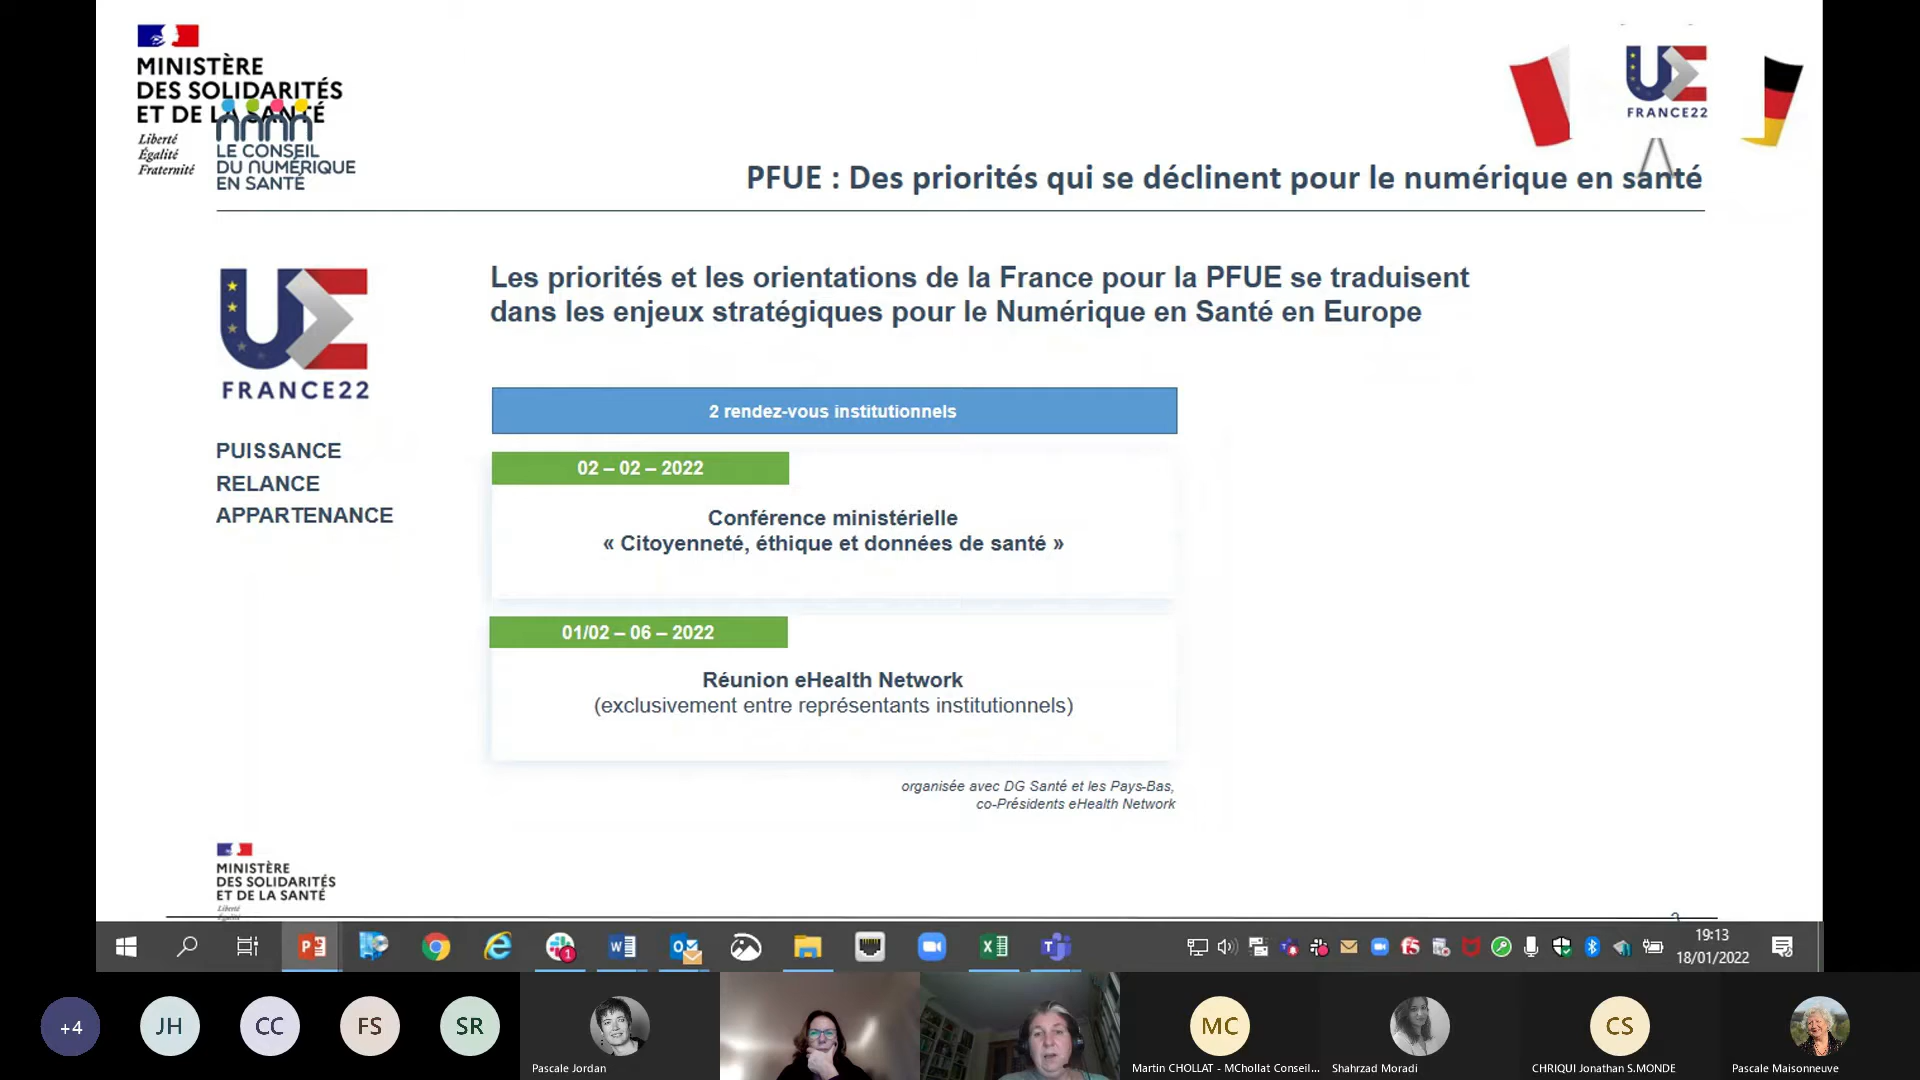 MINISTÈRE
DES SOLIDARITÉS
ET DE LA SANTÉ
Liberté
Égalité
Fraternité
LE CONSEIL
DU NUMÉRIQUE
EN SANTÉ
UE
FRANCE22
PFUE : Des priorités qui se déclinent pour le numérique en santé
UE
FRANCE22
PUISSANCE
RELANCE
APPARTENANCE
Les priorités et les orientations de la France pour la PFUE se traduisent
dans les enjeux stratégiques pour le Numérique en Santé en Europe
2 rendez-vous institutionnels
02 – 02 – 2022
Conférence ministérielle
« Citoyenneté, éthique et données de santé »
01/02 – 06 – 2022
Réunion eHealth Network
(exclusivement entre représentants institutionnels)
organisée avec DG Santé et les Pays-Bas,
co-Présidents eHealth Network
MINISTÈRE
DES SOLIDARITÉS
ET DE LA SANTÉ
Liberté
19:13
18/01/2022
+4
JH
CC
FS
SR
Pascale Jordan
MC
Martin CHOLLAT - MChollat Conseil...
Shahrzad Moradi
CS
CHRIQUI Jonathan S.MONDE
Pascale Maisonneuve